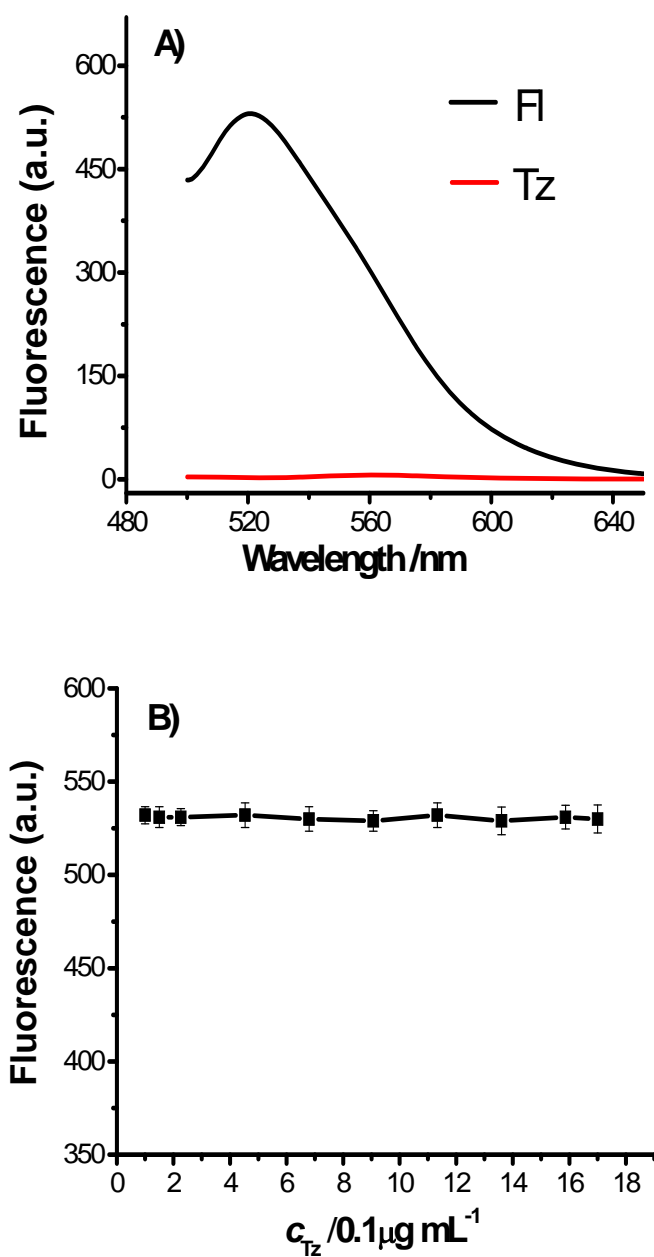 A)
Fl
Tz
600
450
300
150
0
480 520 560 600 640
Fluorescence (a.u.)
Wavelength /nm
B)
600
550
500
450
400
350
0 2 4 6 8 10 12 14 16 18
Fluorescence (a.u.)
cTz /0.1μg mL-1